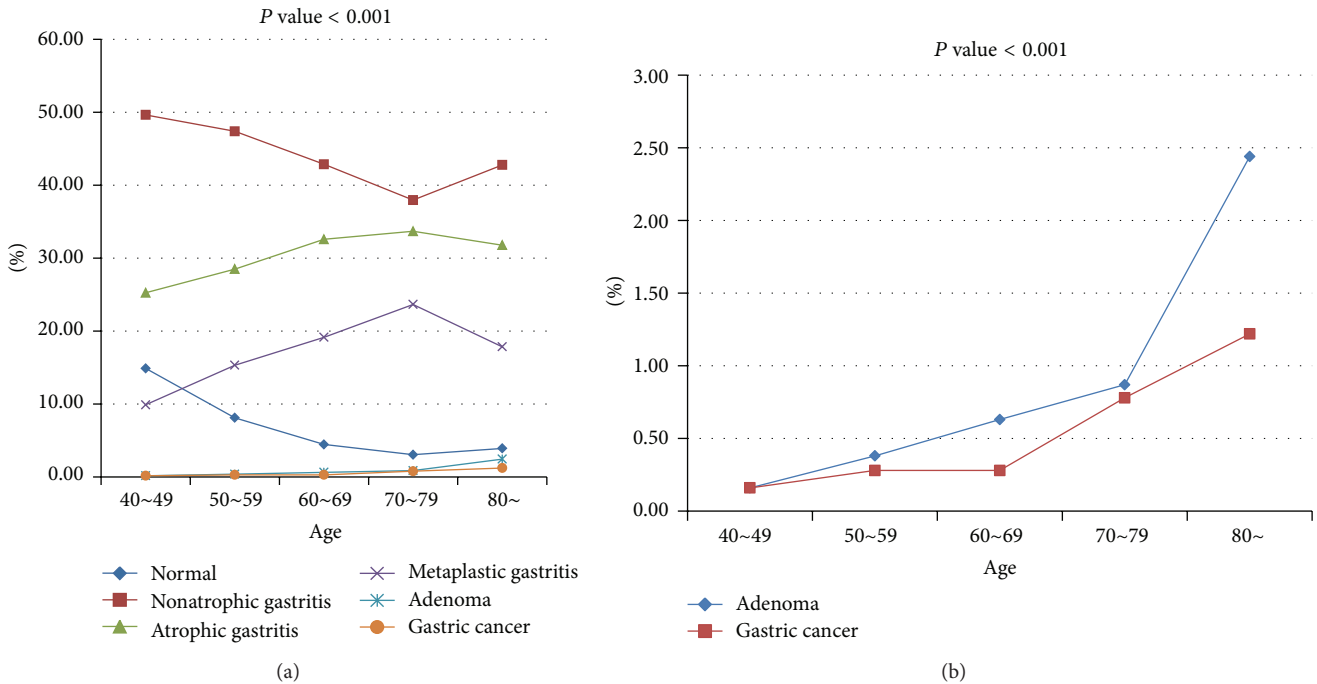 P value < 0.001
60.00
50.00
40.00
30.00
20.00
10.00
0.00
(%)
40~49 50~59 60~69 70~79 80~
Age
Normal
Nonatrophic gastritis
Atrophic gastritis
Metaplastic gastritis
Adenoma
Gastric cancer
(a)
P value < 0.001
3.00
2.50
2.00
1.50
1.00
0.50
0.00
(%)
40~49 50~59 60~69 70~79 80~
Age
Adenoma
Gastric cancer
(b)